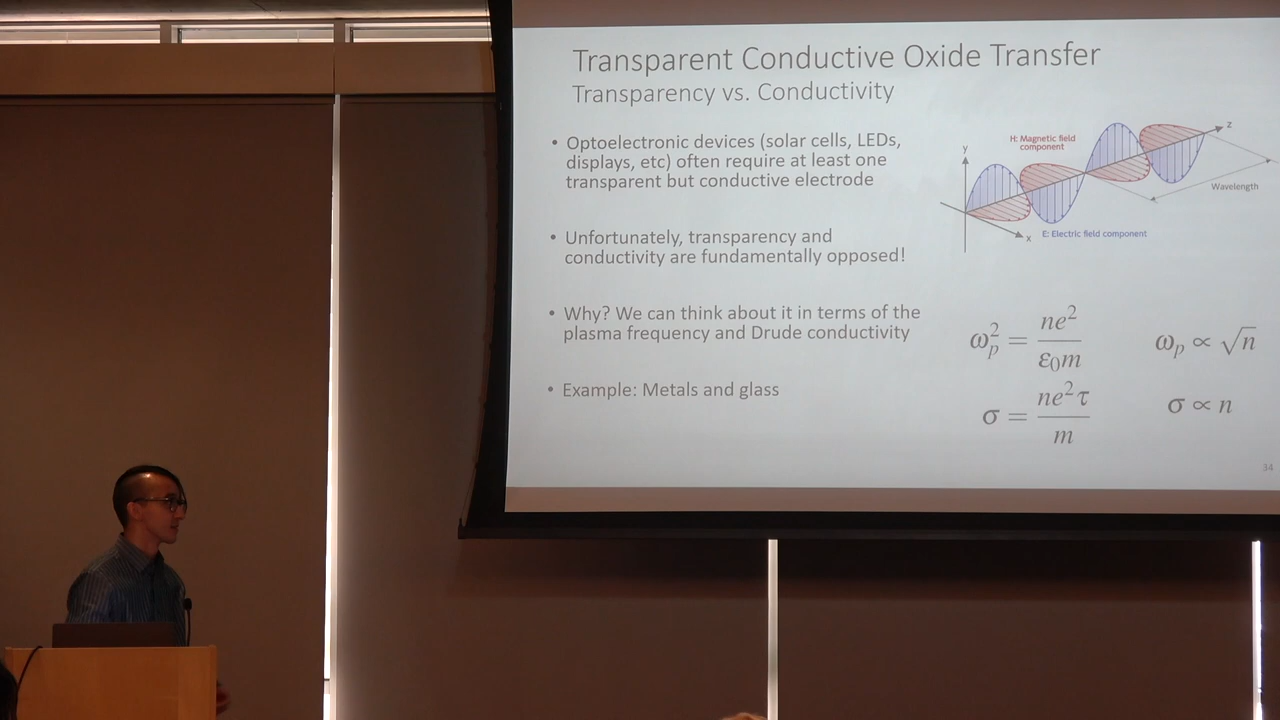 Transparent Conductive Oxide Transfer
Transparency vs. Conductivity
• Optoelectronic devices (solar cells, LEDs,
displays, etc) often require at least one
transparent but conductive electrode
• Unfortunately, transparency and
conductivity are fundamentally opposed!
• Why? We can think about it in terms of the
plasma frequency and Drude conductivity
• Example: Metals and glass
H: Magnetic field
component
y
z
x
Wavelength
E: Electric field component
ω_p^2 = ne^2 / ε_0 m
ω_p ∝ √n
σ = ne^2 τ / m
σ ∝ n
34